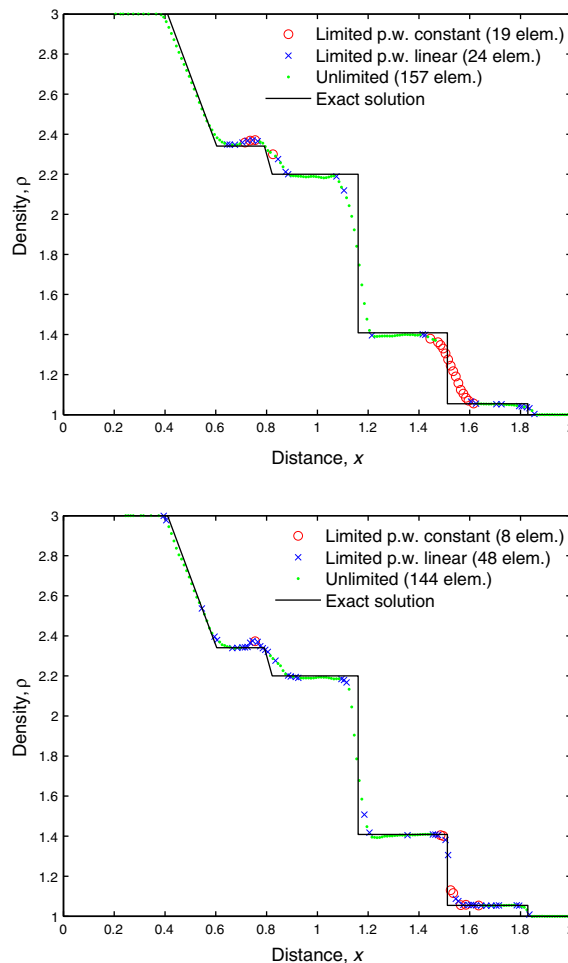 3
2.8
2.6
2.4
2.2
2
1.8
1.6
1.4
1.2
1
Density, ρ
Limited p.w. constant (19 elem.)
Limited p.w. linear (24 elem.)
Unlimited (157 elem.)
Exact solution
0 0.2 0.4 0.6 0.8 1 1.2 1.4 1.6 1.8 2
Distance, x
3
2.8
2.6
2.4
2.2
2
1.8
1.6
1.4
1.2
1
Density, ρ
Limited p.w. constant (8 elem.)
Limited p.w. linear (48 elem.)
Unlimited (144 elem.)
Exact solution
0 0.2 0.4 0.6 0.8 1 1.2 1.4 1.6 1.8 2
Distance, x